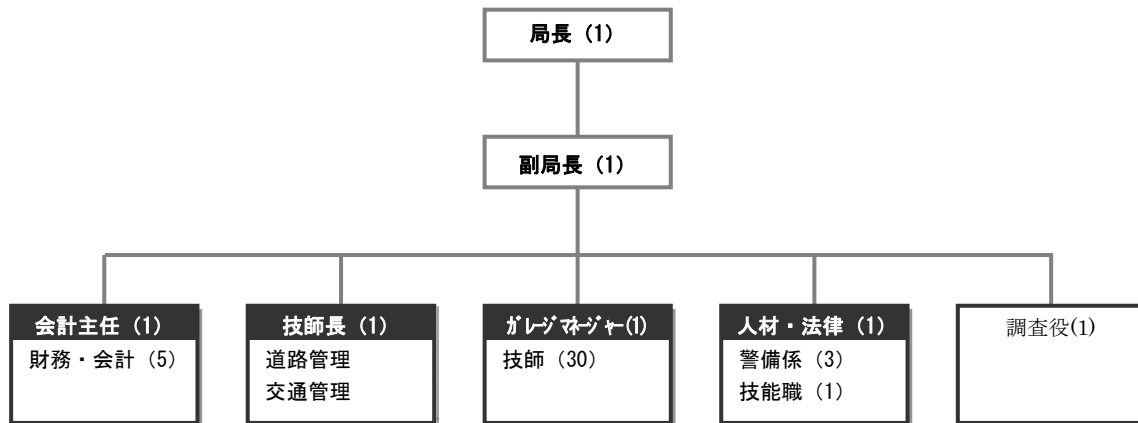 局長（1）
副局長（1）
会計主任（1）
財務・会計（5）
技師長（1）
道路管理
交通管理
ガレージマネージャー(1)
技師（30）
人材・法律（1）
警備係（3）
技能職（1）
調査役(1)